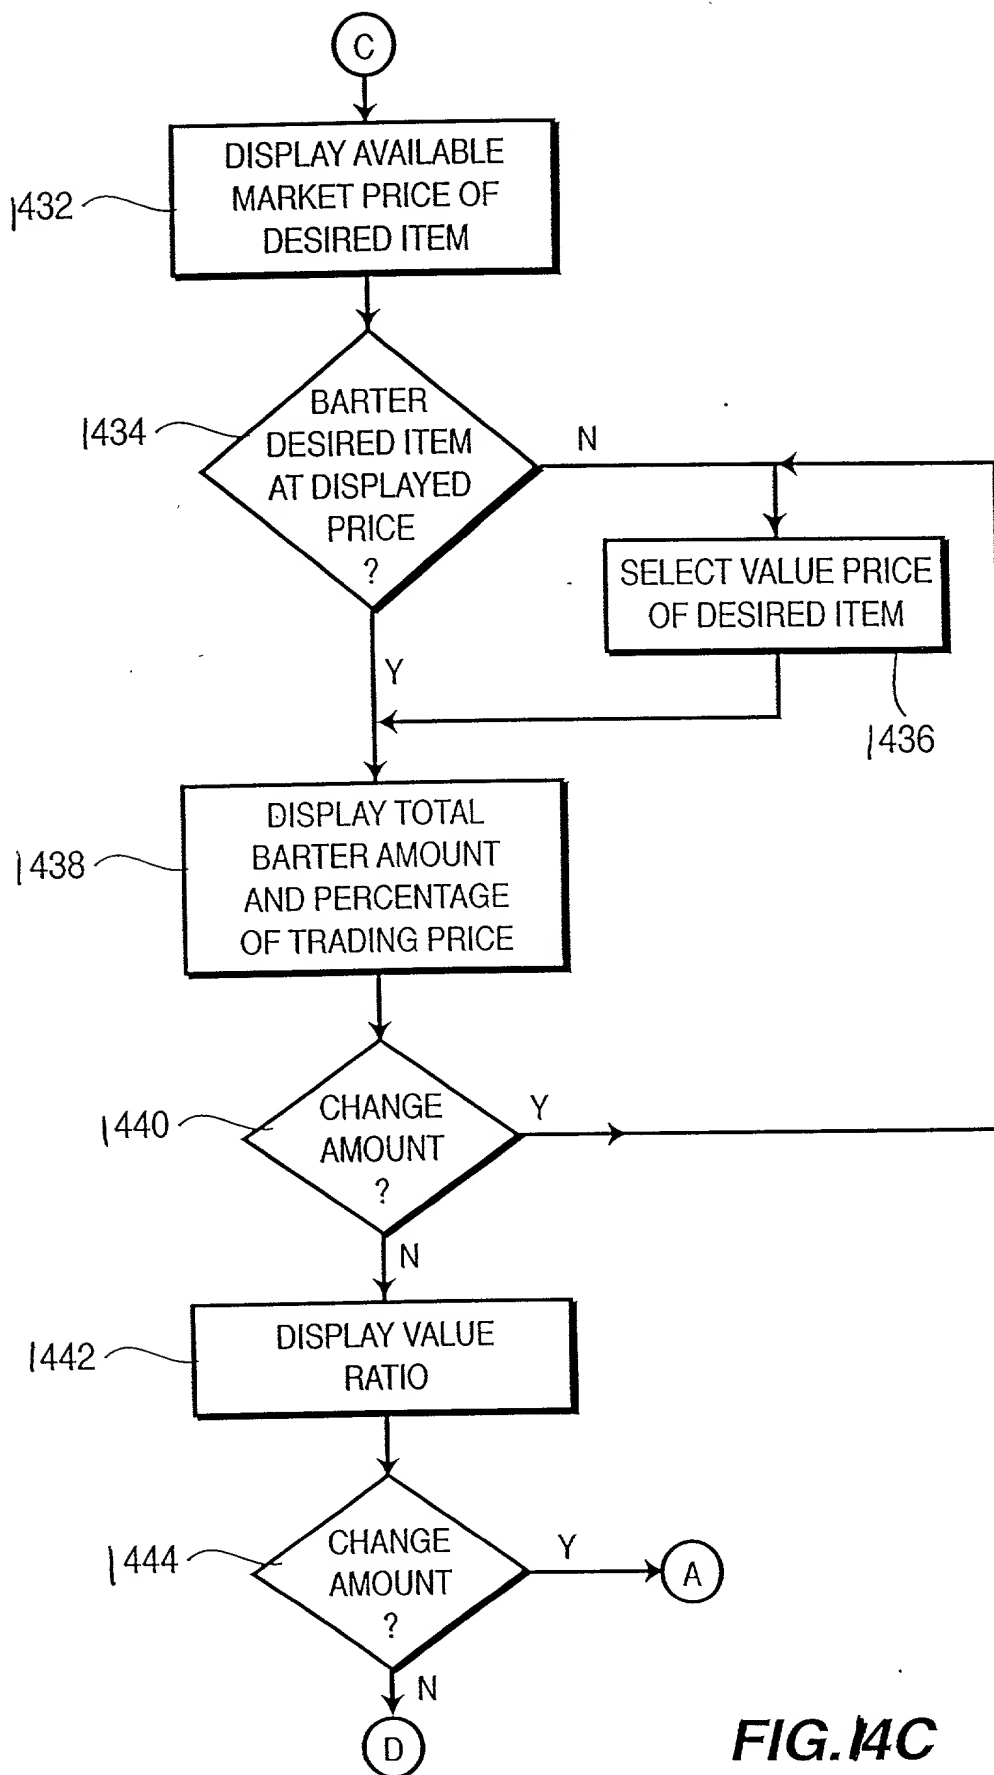 C
DISPLAY AVAILABLE
MARKET PRICE OF
DESIRED ITEM
1432
BARTER
DESIRED ITEM
AT DISPLAYED
PRICE
?
1434
N
SELECT VALUE PRICE
OF DESIRED ITEM
1436
Y
DISPLAY TOTAL
BARTER AMOUNT
AND PERCENTAGE
OF TRADING PRICE
1438
CHANGE
AMOUNT
?
1440
Y
N
DISPLAY VALUE
RATIO
1442
CHANGE
AMOUNT
?
1444
Y
A
N
D
FIG.14C